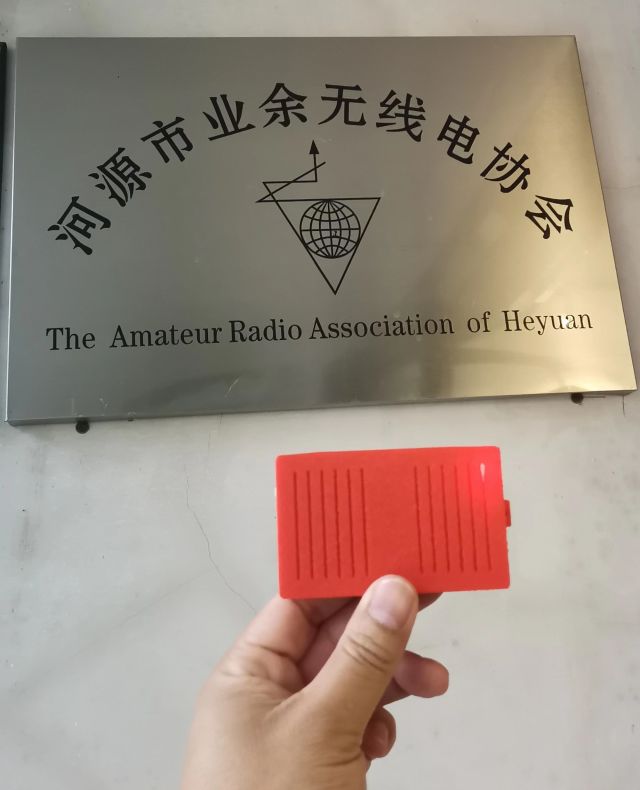 河源市业余无线电协会
The Amateur Radio Association of Heyuan